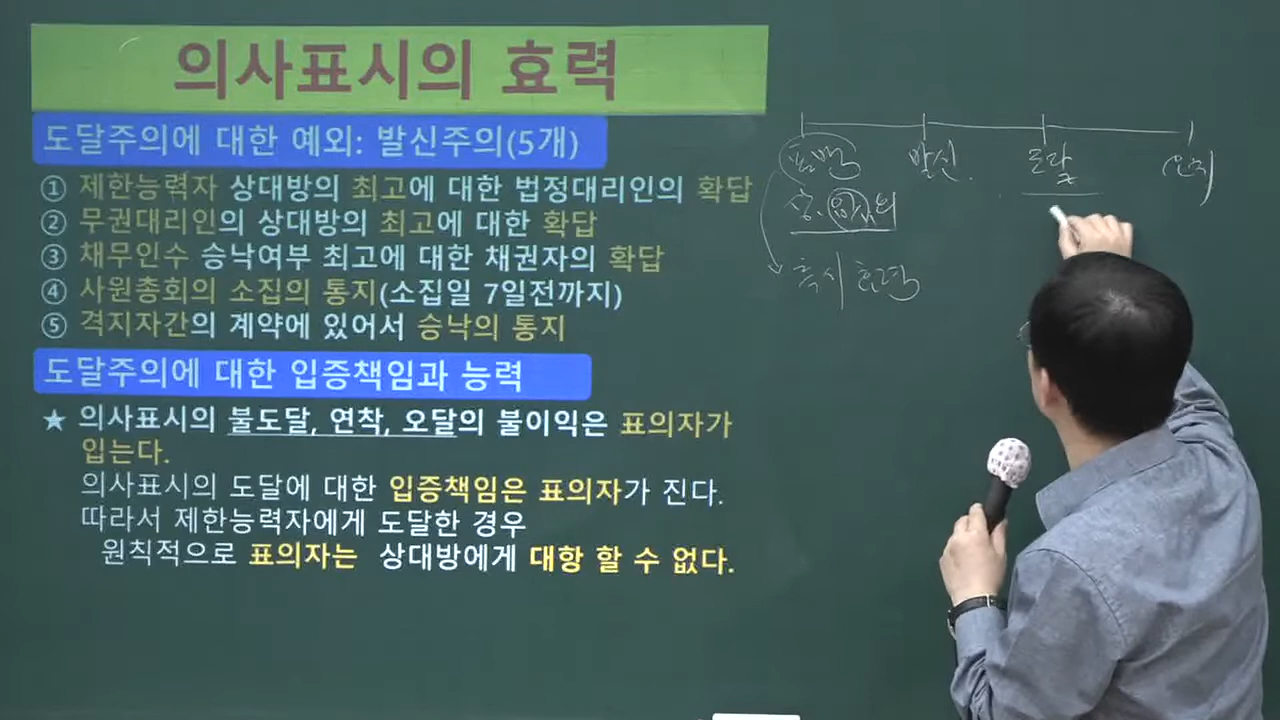 의사표시의 효력
도달주의에 대한 예외: 발신주의(5개)
① 제한능력자 상대방의 최고에 대한 법정대리인의 확답
② 무권대리인의 상대방의 최고에 대한 확답
③ 채무인수 승낙여부 최고에 대한 채권자의 확답
④ 사원총회의 소집의 통지(소집일 7일전까지)
⑤ 격지자간의 계약에 있어서 승낙의 통지
도달주의에 대한 입증책임과 능력
★ 의사표시의 불도달, 연착, 오달의 불이익은 표의자가
입는다.
의사표시의 도달에 대한 입증책임은 표의자가 진다.
따라서 제한능력자에게 도달한 경우
원칙적으로 표의자는 상대방에게 대항 할 수 없다.
표백 발신 도달
즉시 효력